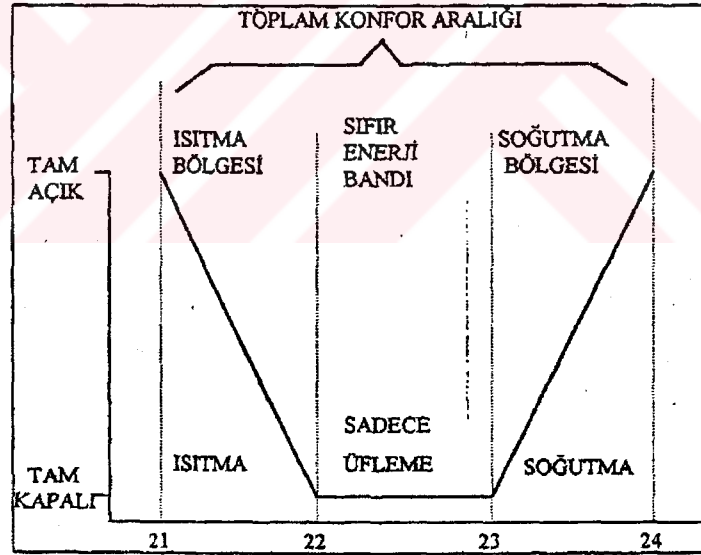 TOPLAM KONFOR ARALIĞI
ISITMA
BÖLGESİ
SIFIR
ENERJİ
BANDI
SOĞUTMA
BÖLGESİ
TAM
AÇIK
SADECE
ÜFLEME
ISITMA
SOĞUTMA
TAM
KAPALI
21
22
23
24